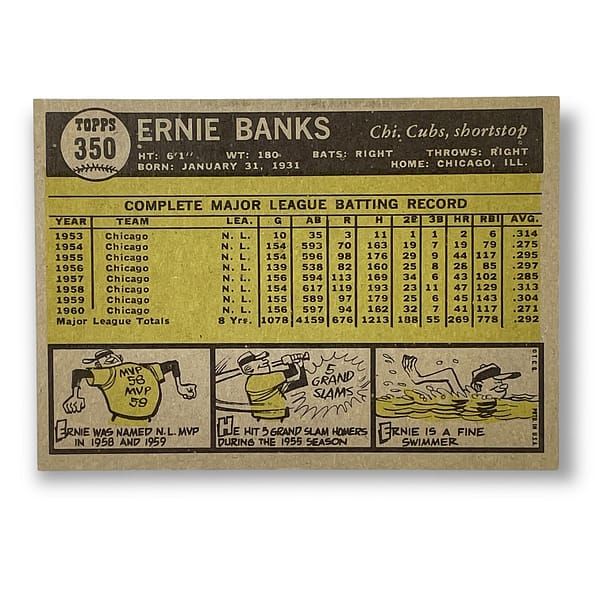 TOPPS
350
ERNIE BANKS
Chi. Cubs, shortstop
HT: 6'1" WT: 180 BATS: RIGHT THROWS: RIGHT
BORN: JANUARY 31, 1931 HOME: CHICAGO, ILL.
COMPLETE MAJOR LEAGUE BATTING RECORD
YEAR TEAM LEA. G AB R H 2B 3B HR RBI AVG.
1953 Chicago N. L. 10 35 3 11 1 1 2 6 .314
1954 Chicago N. L. 154 593 70 163 19 7 19 79 .275
1955 Chicago N. L. 154 596 98 176 29 9 44 117 .295
1956 Chicago N. L. 139 538 82 160 25 8 28 85 .297
1957 Chicago N. L. 156 594 113 169 34 6 43 102 .285
1958 Chicago N. L. 154 617 119 193 23 11 47 129 .313
1959 Chicago N. L. 155 589 97 179 25 6 45 143 .304
1960 Chicago N. L. 156 597 94 162 32 7 41 117 .271
Major League Totals 8 Yrs. 1078 4159 676 1213 188 55 269 778 .292
MVP
58
MVP
59
ERNIE WAS NAMED N.L. MVP
IN 1958 AND 1959
5
GRAND
SLAMS
HE HIT 5 GRAND SLAM HOMERS
DURING THE 1955 SEASON
ERNIE IS A FINE
SWIMMER
©T.C.G.
PRTD. IN U.S.A.